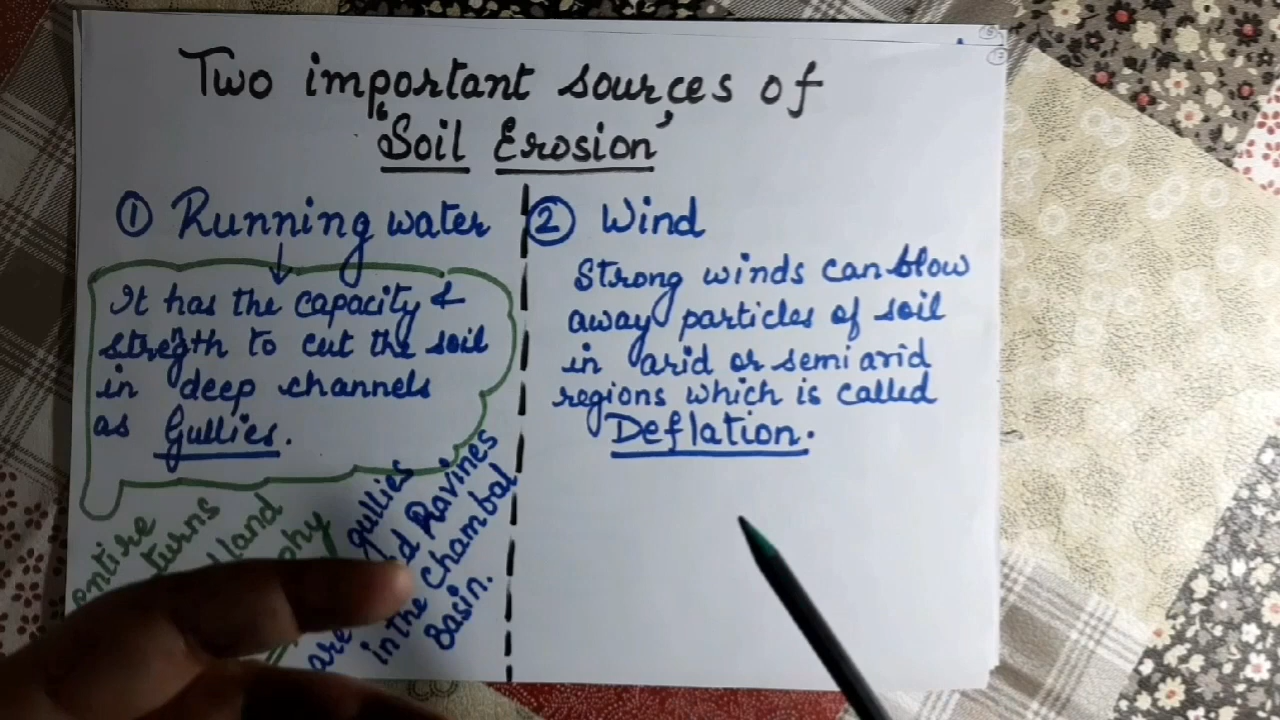 Two important sources of
'Soil Erosion'
① Running water
It has the capacity &
strength to cut the soil
in deep channels
as Gullies.
entire
turns
phy
gullies
are
Ravines
in the Chambal
Basin.
② Wind
Strong winds can blow
away particles of soil
in arid or semi arid
regions which is called
Deflation.